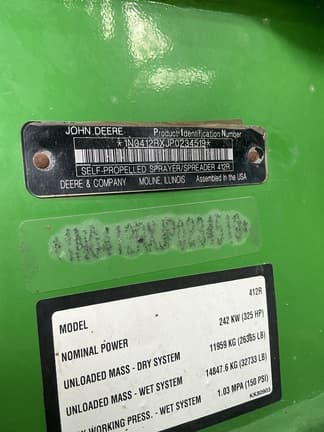 JOHN DEERE Product Identification Number
*1N0412RXJP0234519*
SELF-PROPELLED SPRAYER/SPREADER 412R
DEERE & COMPANY MOLINE, ILLINOIS Assembled in the USA
*1N0412RXJP0234519*
MODEL 412R
NOMINAL POWER 242 KW (325 HP)
UNLOADED MASS - DRY SYSTEM 11959 KG (26365 LB)
UNLOADED MASS - WET SYSTEM 14847.6 KG (32733 LB)
WORKING PRESS. - WET SYSTEM 1.03 MPA (150 PSI)